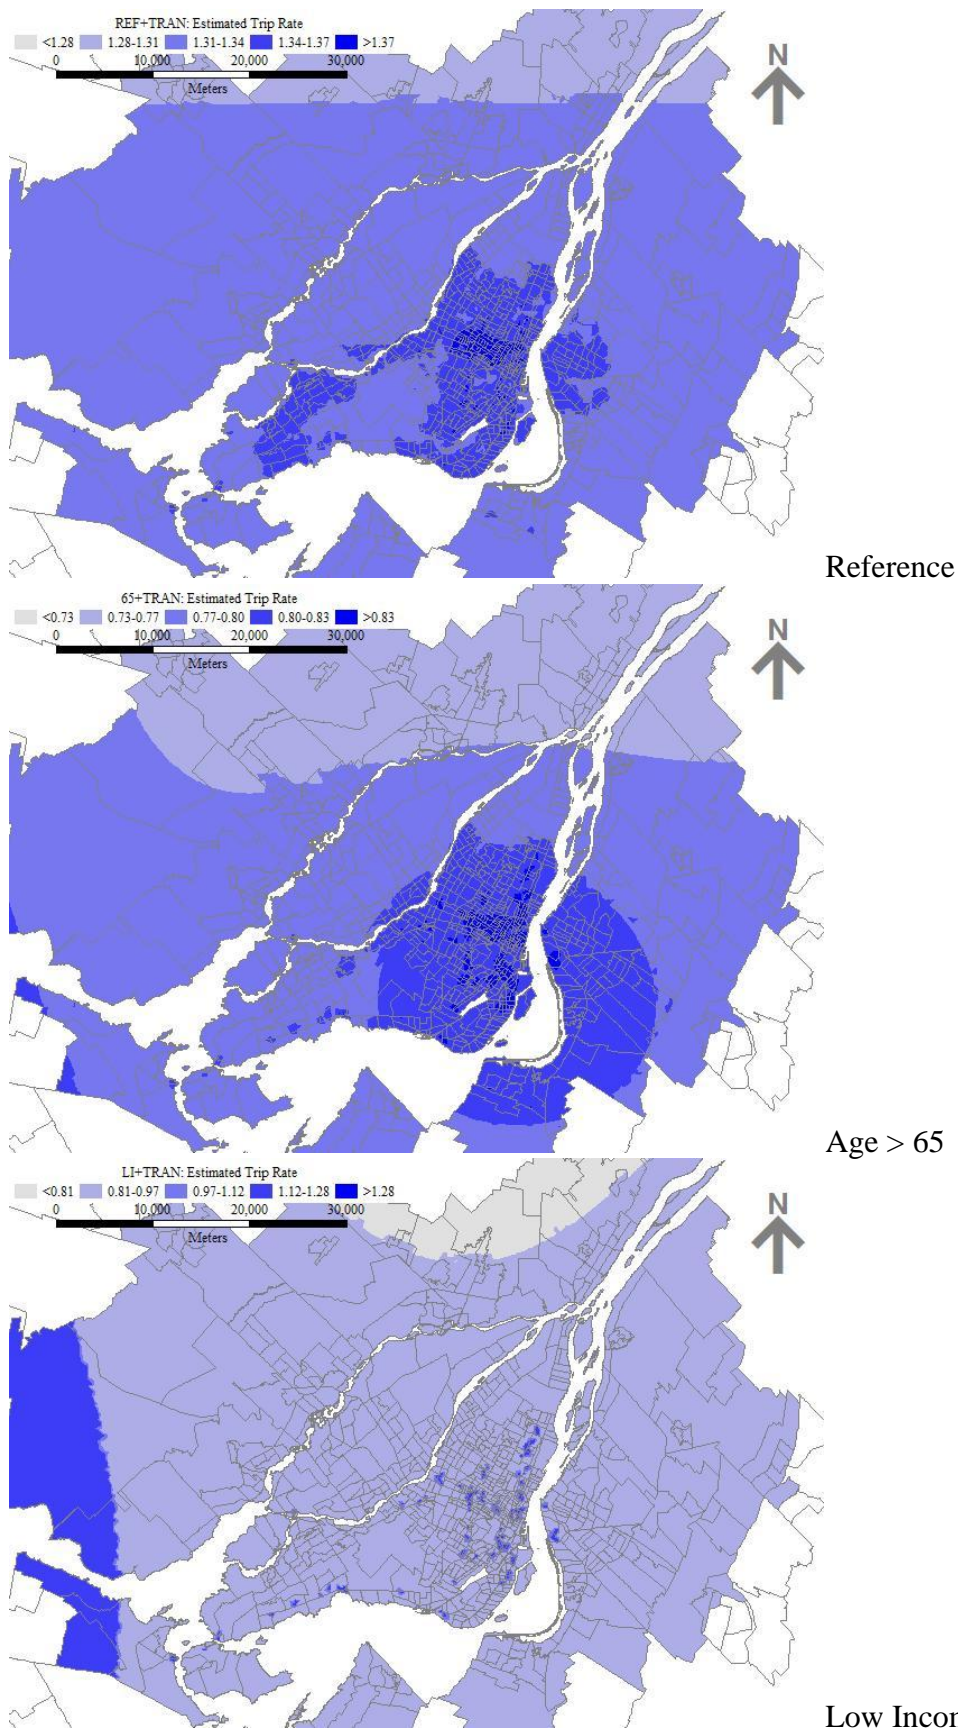 REF+TRAN: Estimated Trip Rate
<1.28 1.28-1.31 1.31-1.34 1.34-1.37 >1.37
0 10,000 20,000 30,000
Meters
N
Reference
65+TRAN: Estimated Trip Rate
<0.73 0.73-0.77 0.77-0.80 0.80-0.83 >0.83
0 10,000 20,000 30,000
Meters
N
Age > 65
LI+TRAN: Estimated Trip Rate
<0.81 0.81-0.97 0.97-1.12 1.12-1.28 >1.28
0 10,000 20,000 30,000
Meters
N
Low